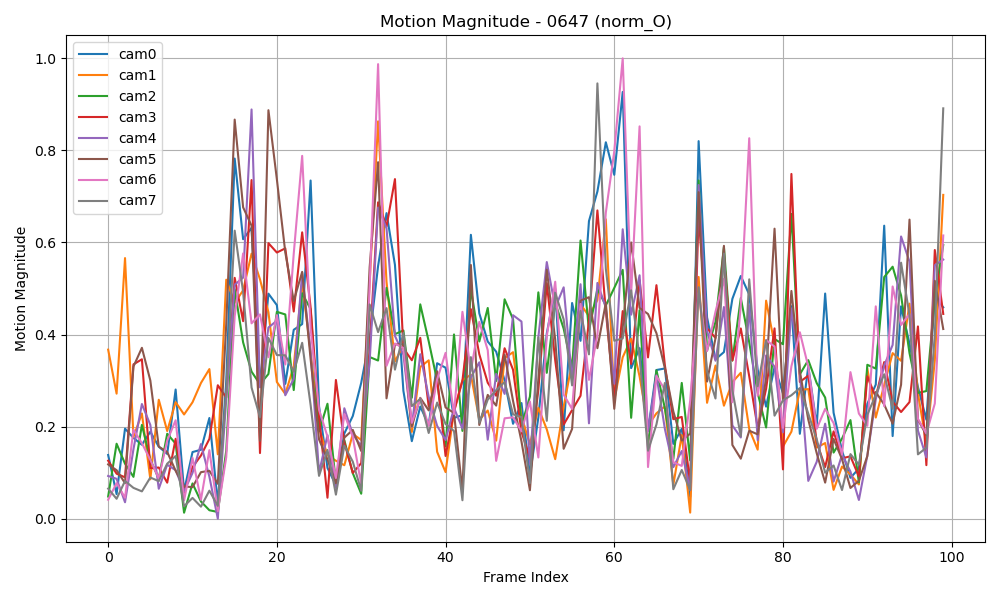 Motion Magnitude - 0647 (norm_O)
cam0
cam1
cam2
cam3
cam4
cam5
cam6
cam7
Motion Magnitude
1.0
0.8
0.6
0.4
0.2
0.0
0 20 40 60 80 100
Frame Index